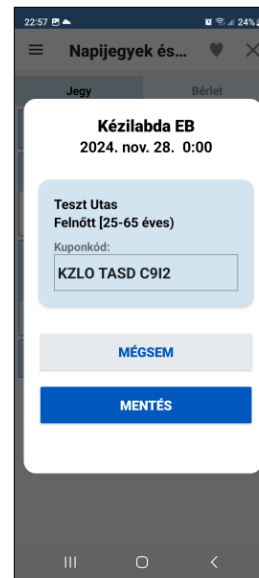 22:57 24%
Napijegyek és...
Jegy Bérlet
Kézilabda EB
2024. nov. 28. 0:00
Teszt Utas
Felnőtt [25-65 éves)
Kuponkód:
KZLO TASD C9I2
MÉGSEM
MENTÉS